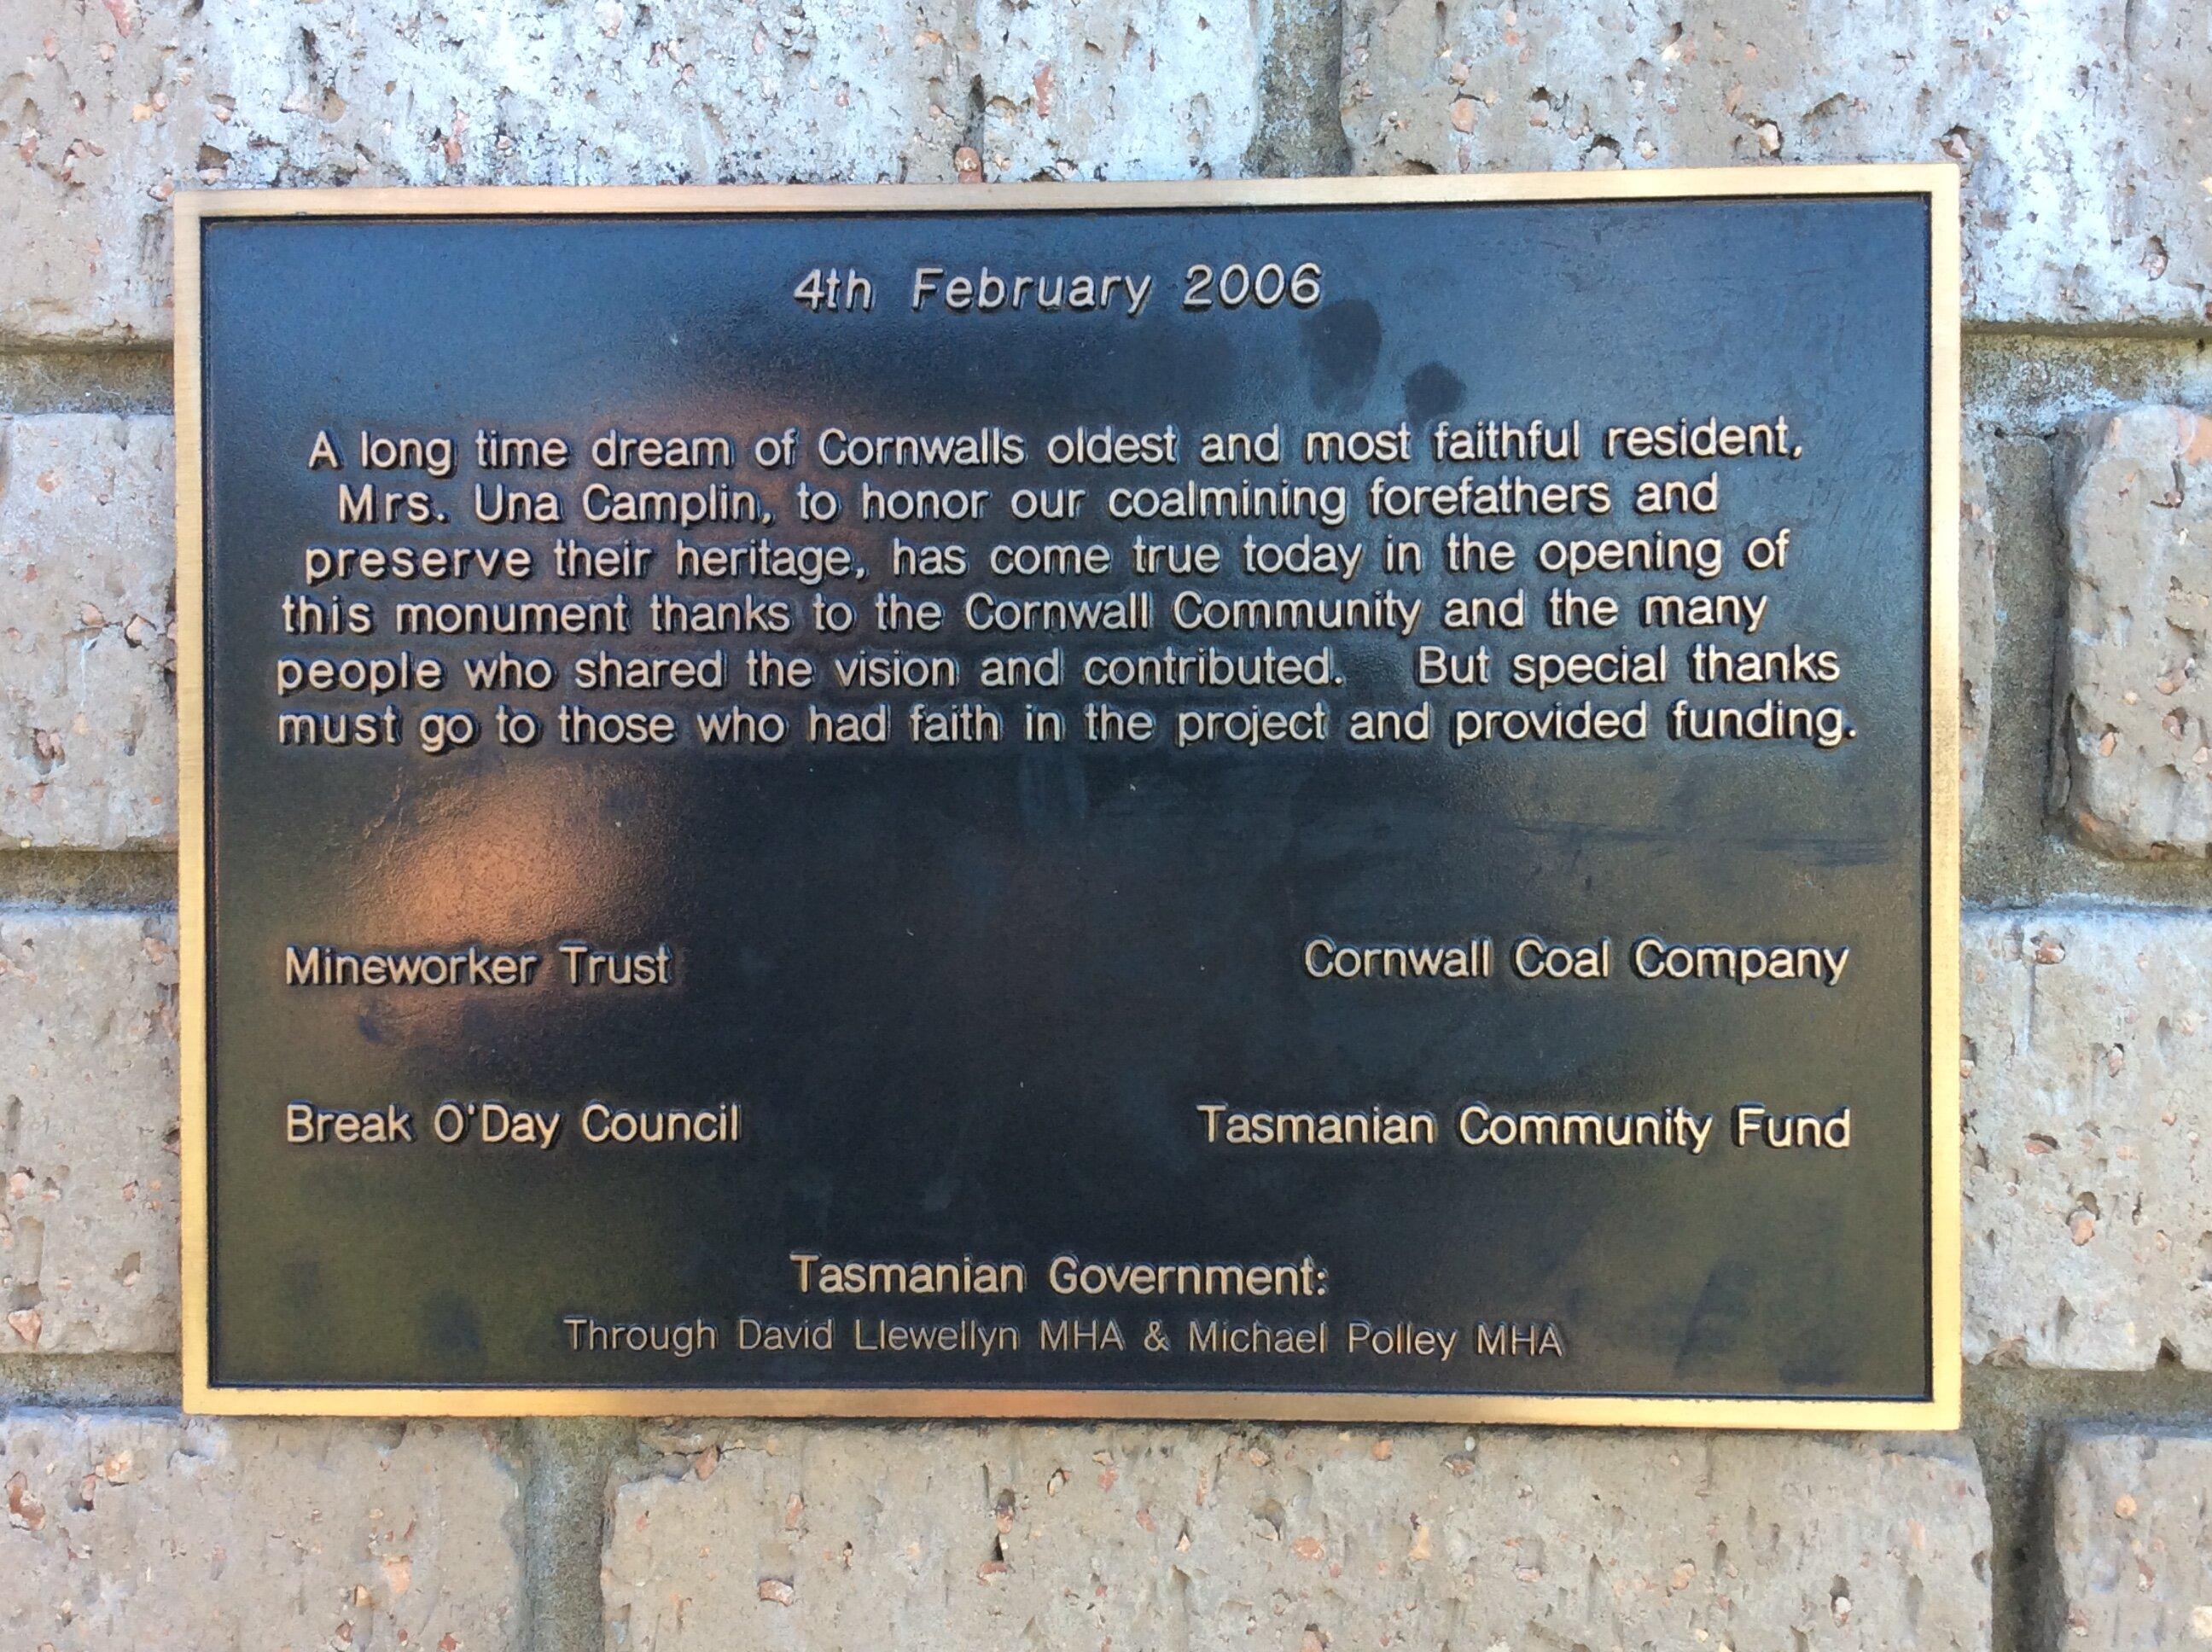 4th February 2006
A long time dream of Cornwalls oldest and most faithful resident,
Mrs. Una Camplin, to honor our coalmining forefathers and
preserve their heritage, has come true today in the opening of
this monument thanks to the Cornwall Community and the many
people who shared the vision and contributed. But special thanks
must go to those who had faith in the project and provided funding.
Mineworker Trust
Cornwall Coal Company
Break O'Day Council
Tasmanian Community Fund
Tasmanian Government:
Through David Llewellyn MHA & Michael Polley MHA